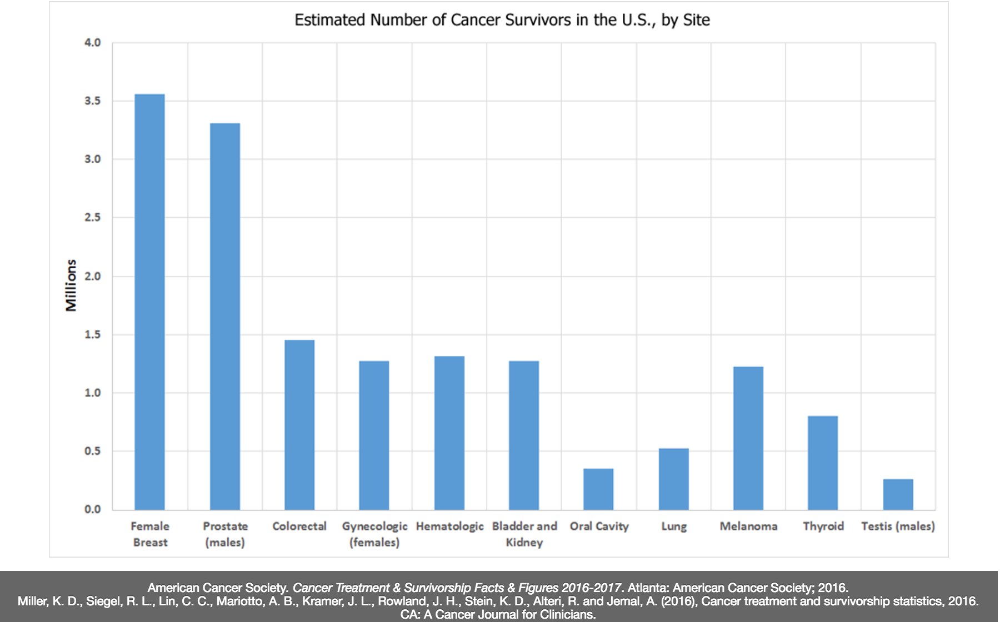 Estimated Number of Cancer Survivors in the U.S., by Site
4.0
3.5
3.0
2.5
2.0
1.5
1.0
0.5
0.0
Millions
Female Breast
Prostate (males)
Colorectal
Gynecologic (females)
Hematologic
Bladder and Kidney
Oral Cavity
Lung
Melanoma
Thyroid
Testis (males)
American Cancer Society. Cancer Treatment & Survivorship Facts & Figures 2016-2017. Atlanta: American Cancer Society; 2016.
Miller, K. D., Siegel, R. L., Lin, C. C., Mariotto, A. B., Kramer, J. L., Rowland, J. H., Stein, K. D., Alteri, R. and Jemal, A. (2016), Cancer treatment and survivorship statistics, 2016.
CA: A Cancer Journal for Clinicians.